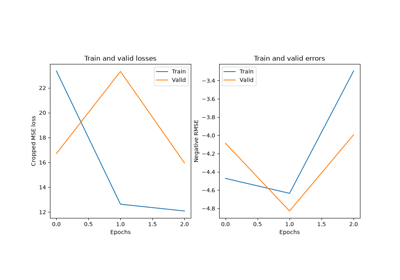 Train and valid losses
Train
Valid
22
20
18
16
14
12
Cropped MSE loss
0.0 0.5 1.0 1.5 2.0
Epochs
Train and valid errors
Train
Valid
−3.4
−3.6
−3.8
−4.0
−4.2
−4.4
−4.6
−4.8
Negative RMSE
0.0 0.5 1.0 1.5 2.0
Epochs